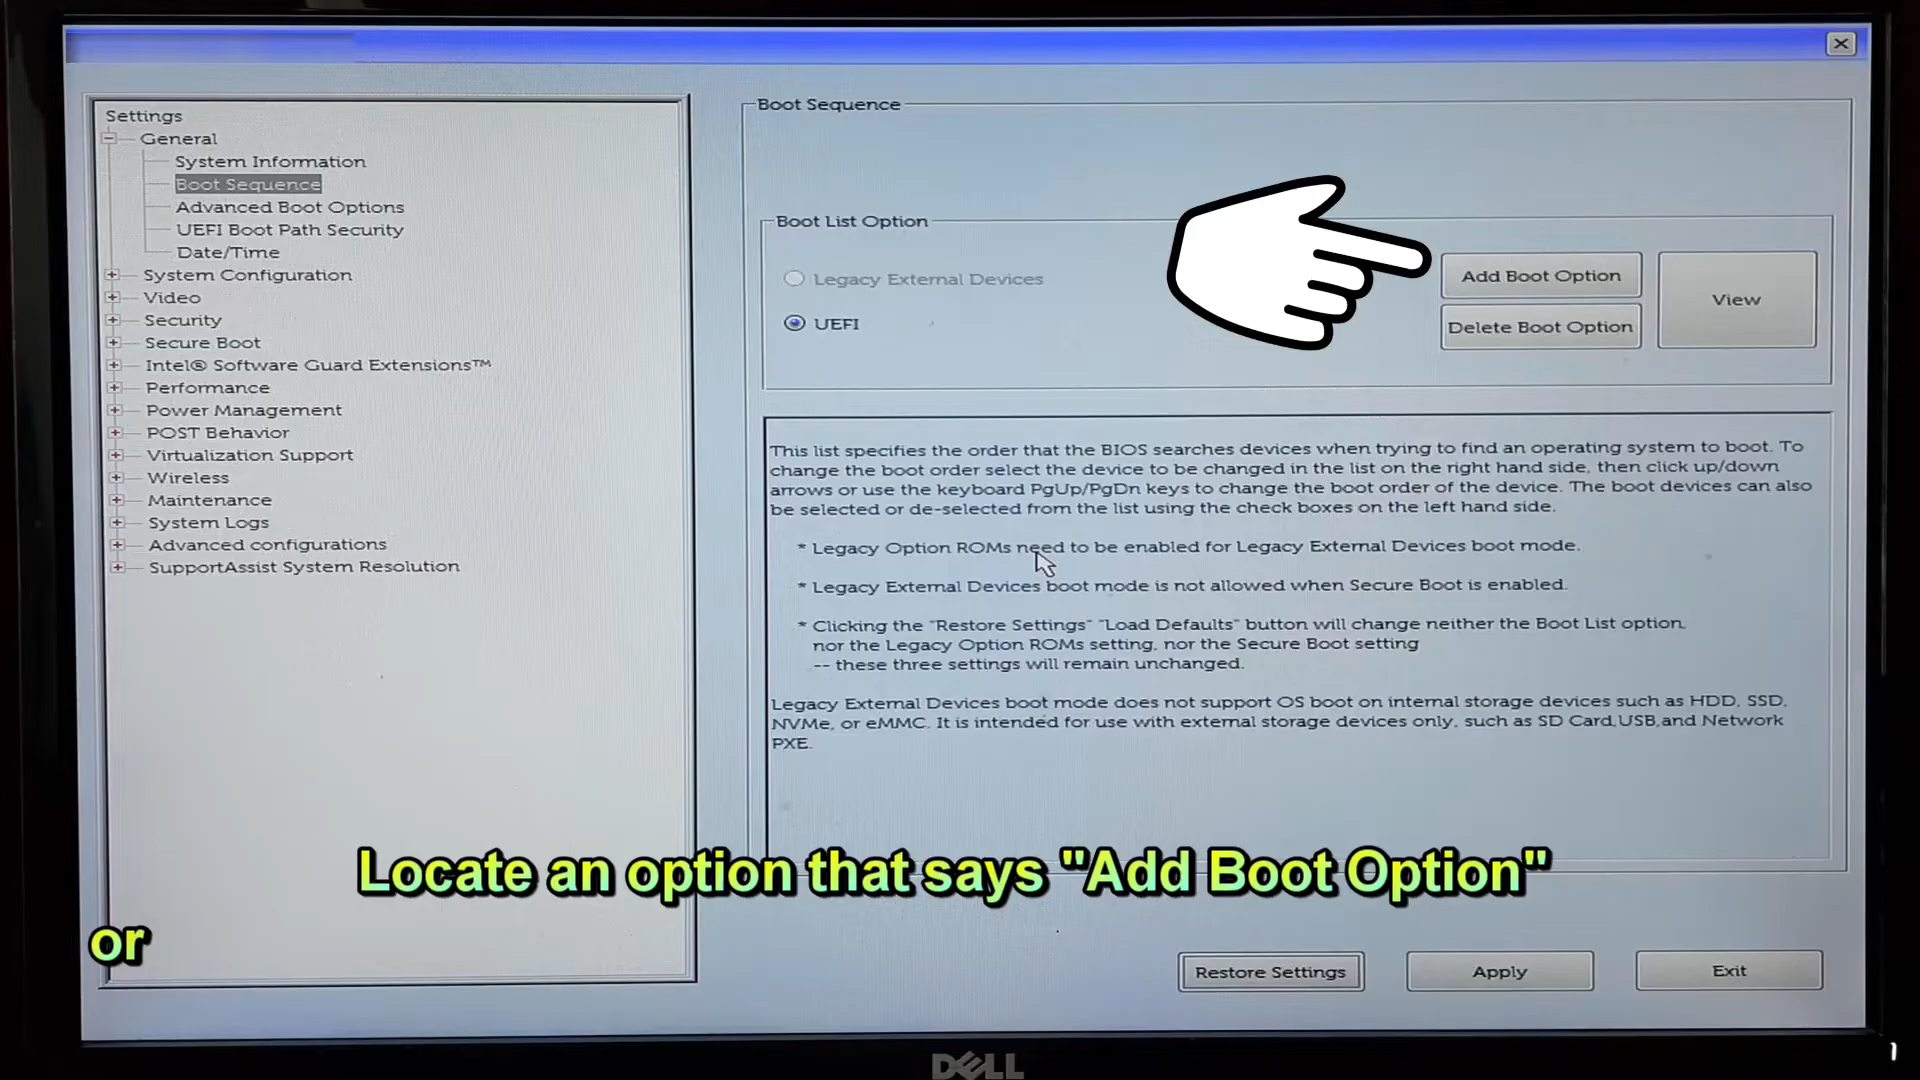 Settings
General
System Information
Boot Sequence
Advanced Boot Options
UEFI Boot Path Security
Date/Time
System Configuration
Video
Security
Secure Boot
Intel® Software Guard Extensions™
Performance
Power Management
POST Behavior
Virtualization Support
Wireless
Maintenance
System Logs
Advanced configurations
SupportAssist System Resolution
Boot Sequence
Boot List Option
Legacy External Devices
UEFI
Add Boot Option
Delete Boot Option
View
This list specifies the order that the BIOS searches devices when trying to find an operating system to boot. To
change the boot order select the device to be changed in the list on the right hand side, then click up/down
arrows or use the keyboard PgUp/PgDn keys to change the boot order of the device. The boot devices can also
be selected or de-selected from the list using the check boxes on the left hand side.
* Legacy Option ROMs need to be enabled for Legacy External Devices boot mode.
* Legacy External Devices boot mode is not allowed when Secure Boot is enabled.
* Clicking the "Restore Settings" "Load Defaults" button will change neither the Boot List option,
nor the Legacy Option ROMs setting, nor the Secure Boot setting
-- these three settings will remain unchanged.
Legacy External Devices boot mode does not support OS boot on internal storage devices such as HDD, SSD,
NVMe, or eMMC. It is intended for use with external storage devices only, such as SD Card,USB,and Network
PXE.
Locate an option that says "Add Boot Option"
or
Restore Settings
Apply
Exit
DELL